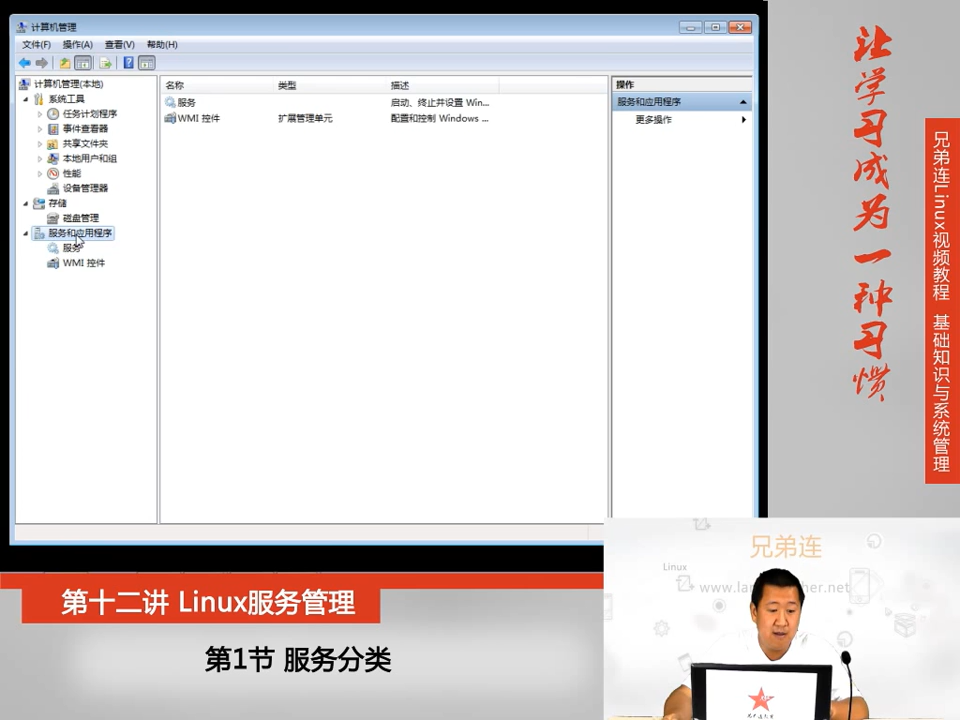 计算机管理
文件(F) 操作(A) 查看(V) 帮助(H)
计算机管理(本地)
系统工具
任务计划程序
事件查看器
共享文件夹
本地用户和组
性能
设备管理器
存储
磁盘管理
服务和应用程序
服务
WMI 控件
名称 类型 描述
服务 启动、终止并设置 Win...
WMI 控件 扩展管理单元 配置和控制 Windows ...
操作
服务和应用程序
更多操作
让学习成为一种习惯
兄弟连Linux视频教程 基础知识与系统管理
第十二讲 Linux服务管理
第1节 服务分类
兄弟连
Linux